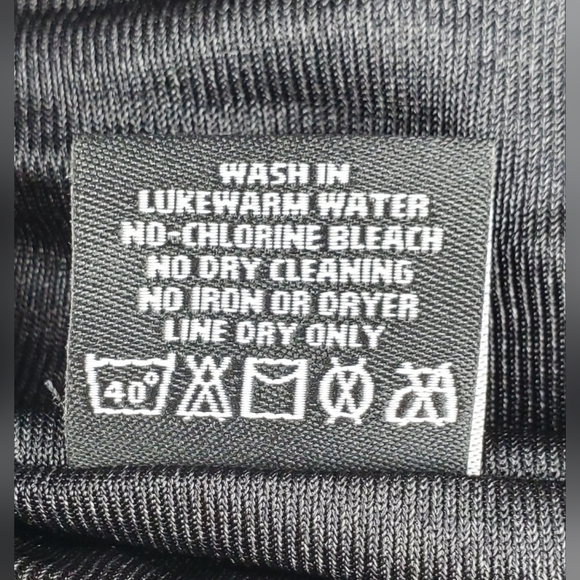 WASH IN
LUKEWARM WATER
NO-CHLORINE BLEACH
NO DRY CLEANING
NO IRON OR DRYER
LINE DRY ONLY
40°